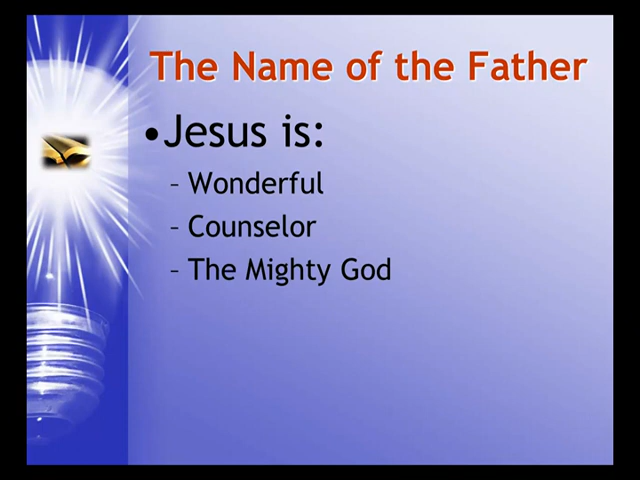 The Name of the Father
•Jesus is:
– Wonderful
– Counselor
– The Mighty God